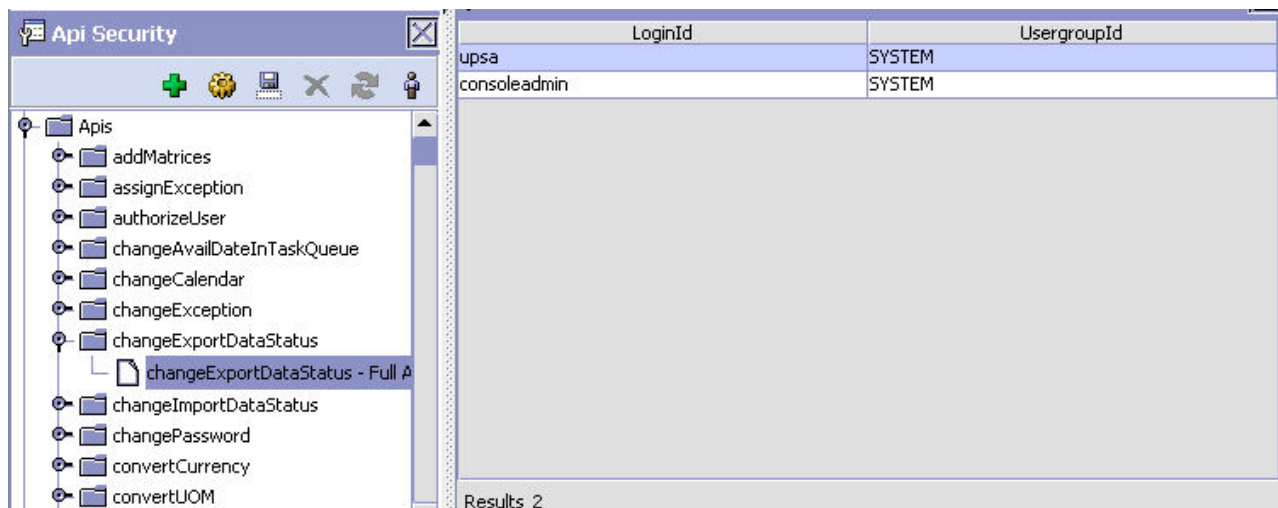 Api Security
Apis
addMatrices
assignException
authorizeUser
changeAvailDateInTaskQueue
changeCalendar
changeException
changeExportDataStatus
changeExportDataStatus - Full A
changeImportDataStatus
changePassword
convertCurrency
convertUOM
LoginId UsergroupId
upsa SYSTEM
consoleadmin SYSTEM
Results 2